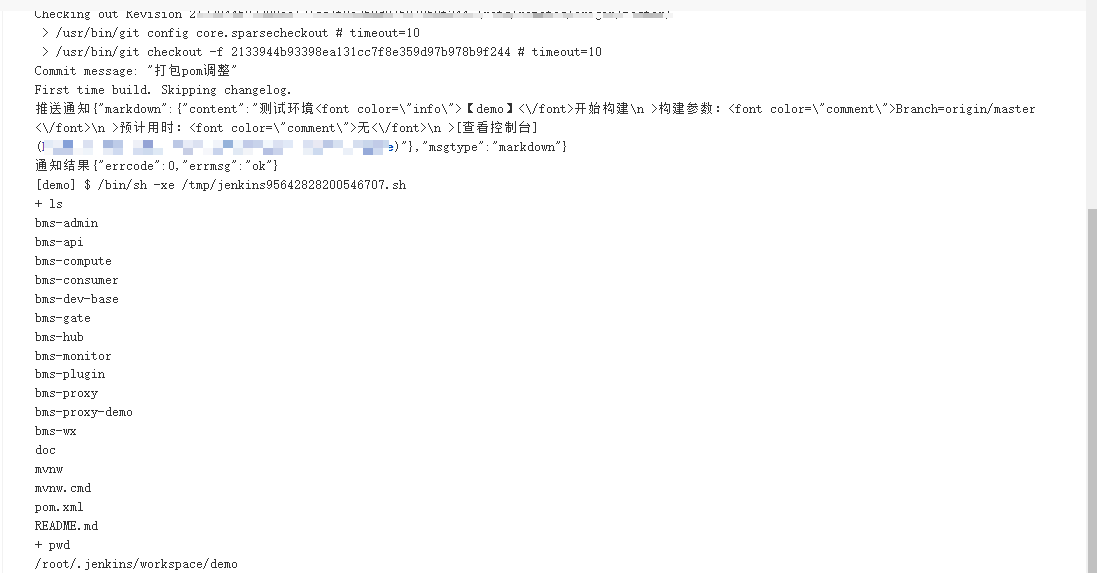 Checking out Revision
> /usr/bin/git config core.sparsecheckout # timeout=10
> /usr/bin/git checkout -f 2133944b93398ea131cc7f8e359d97b978b9f244 # timeout=10
Commit message: "打包pom调整"
First time build. Skipping changelog.
推送通知{"markdown":{"content":"测试环境<font color=\"info\">【demo】<\/font>开始构建\n >构建参数：<font color=\"comment\">Branch=origin/master
<\/font>\n >预计用时：<font color=\"comment\">无<\/font>\n >[查看控制台]
)"},"msgtype":"markdown"}
通知结果{"errcode":0,"errmsg":"ok"}
[demo] $ /bin/sh -xe /tmp/jenkins95642828200546707.sh
+ ls
bms-admin
bms-api
bms-compute
bms-consumer
bms-dev-base
bms-gate
bms-hub
bms-monitor
bms-plugin
bms-proxy
bms-proxy-demo
bms-wx
doc
mvnw
mvnw.cmd
pom.xml
README.md
+ pwd
/root/.jenkins/workspace/demo